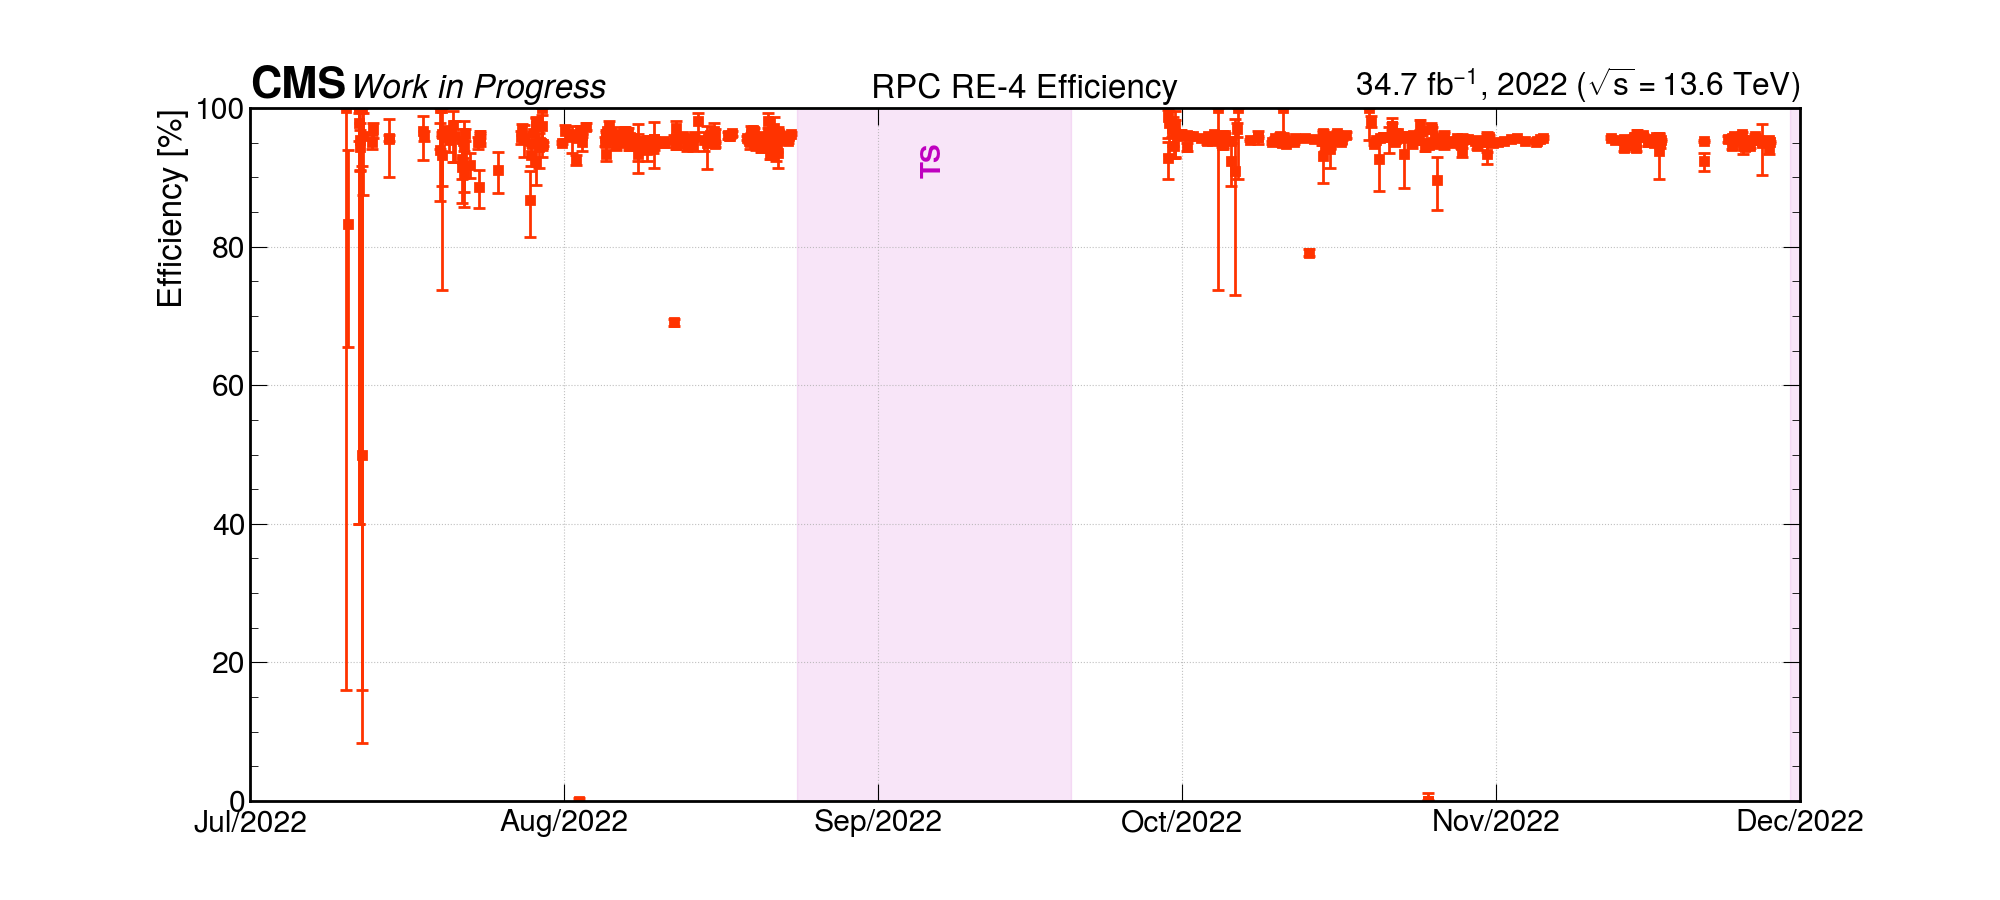 CMS Work in Progress RPC RE-4 Efficiency 34.7 fb⁻¹, 2022 (√s = 13.6 TeV)
Efficiency [%]
100
80
60
40
20
0
TS
Jul/2022 Aug/2022 Sep/2022 Oct/2022 Nov/2022 Dec/2022